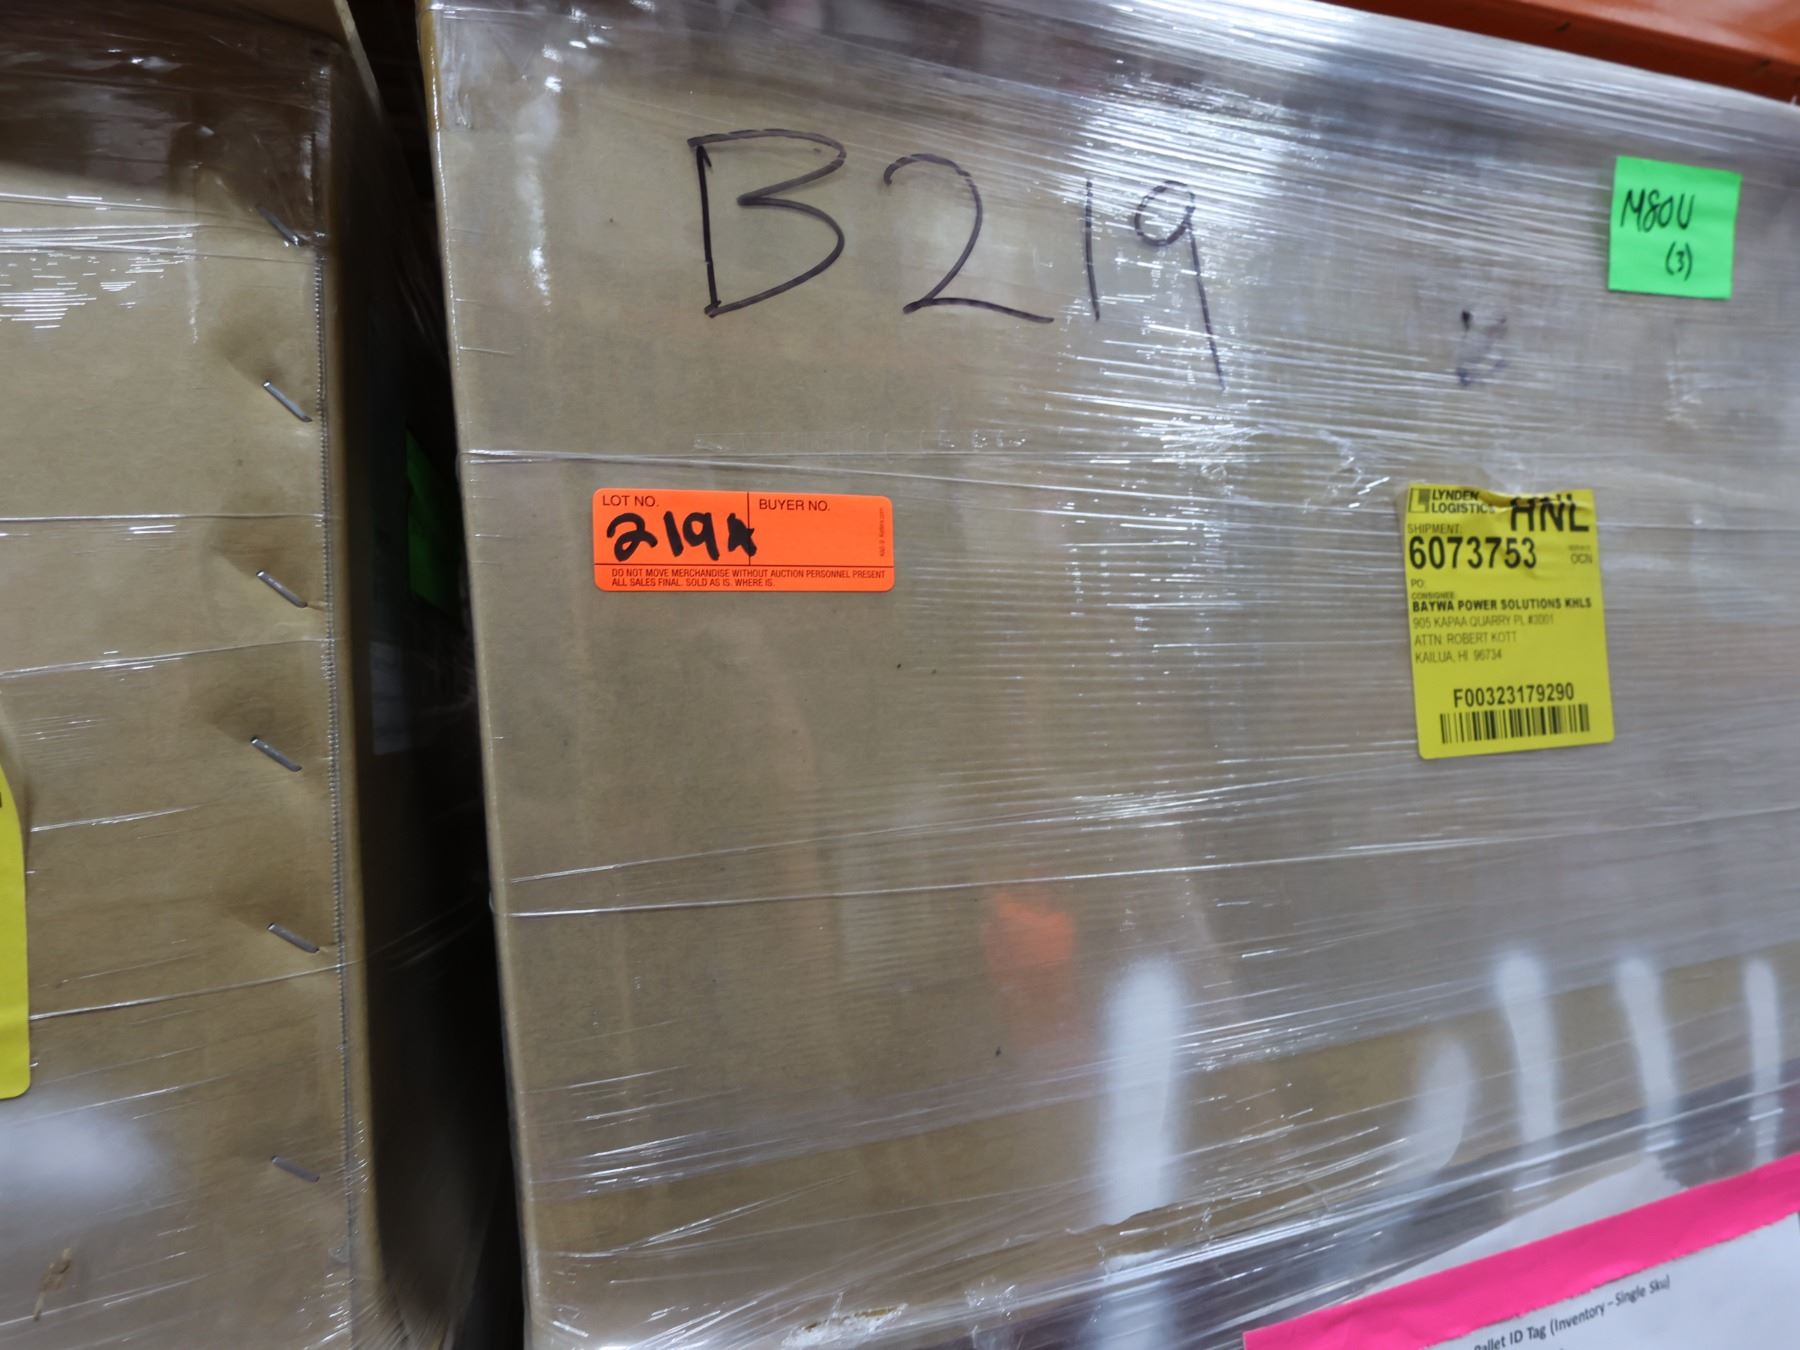 B219
M80U
(3)
LOT NO.
BUYER NO.
219A
DO NOT MOVE MERCHANDISE WITHOUT AUCTION PERSONNEL PRESENT
ALL SALES FINAL. SOLD AS IS. WHERE IS.
LYNDEN
LOGISTICS
HNL
SHIPMENT:
6073753
OCN
PO:
CONSIGNEE
BAYWA POWER SOLUTIONS KHLS
905 KAPAA QUARRY PL #3001
ATTN: ROBERT KOTT
KAILUA, HI 96734
F00323179290
Pallet ID Tag (Inventory – Single Sku)